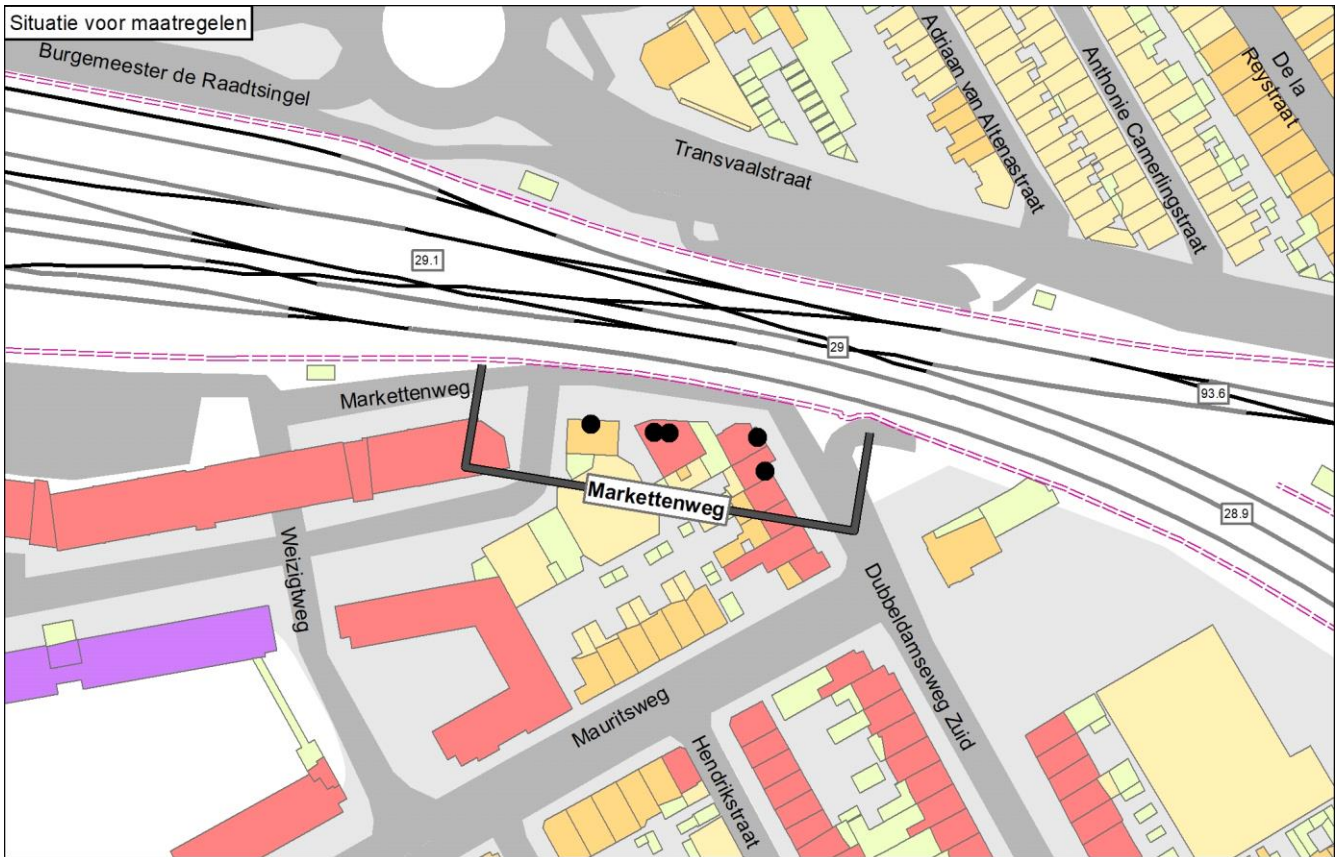 Situatie voor maatregelen
Burgemeester de Raadtsingel
Transvaalstraat
Adriaan van Altenastraat
Anthonie Camerlingstraat
De la
Reystraat
29.1
29
93.6
28.9
Markettenweg
Markettenweg
Weizigtweg
Dubbeldamseweg Zuid
Mauritsweg
Hendrikstraat